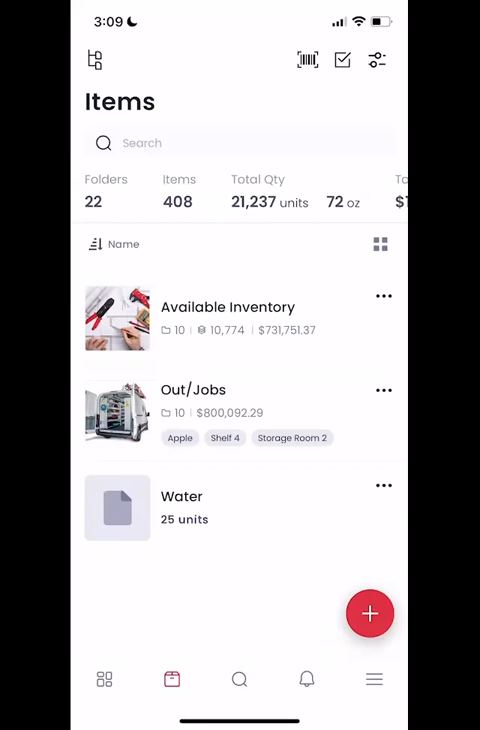 3:09
Items
Search
Folders Items Total Qty To
22 408 21,237 units 72 oz $1
Name
Available Inventory
10 10,774 $731,751.37
Out/Jobs
10 $800,092.29
Apple Shelf 4 Storage Room 2
Water
25 units